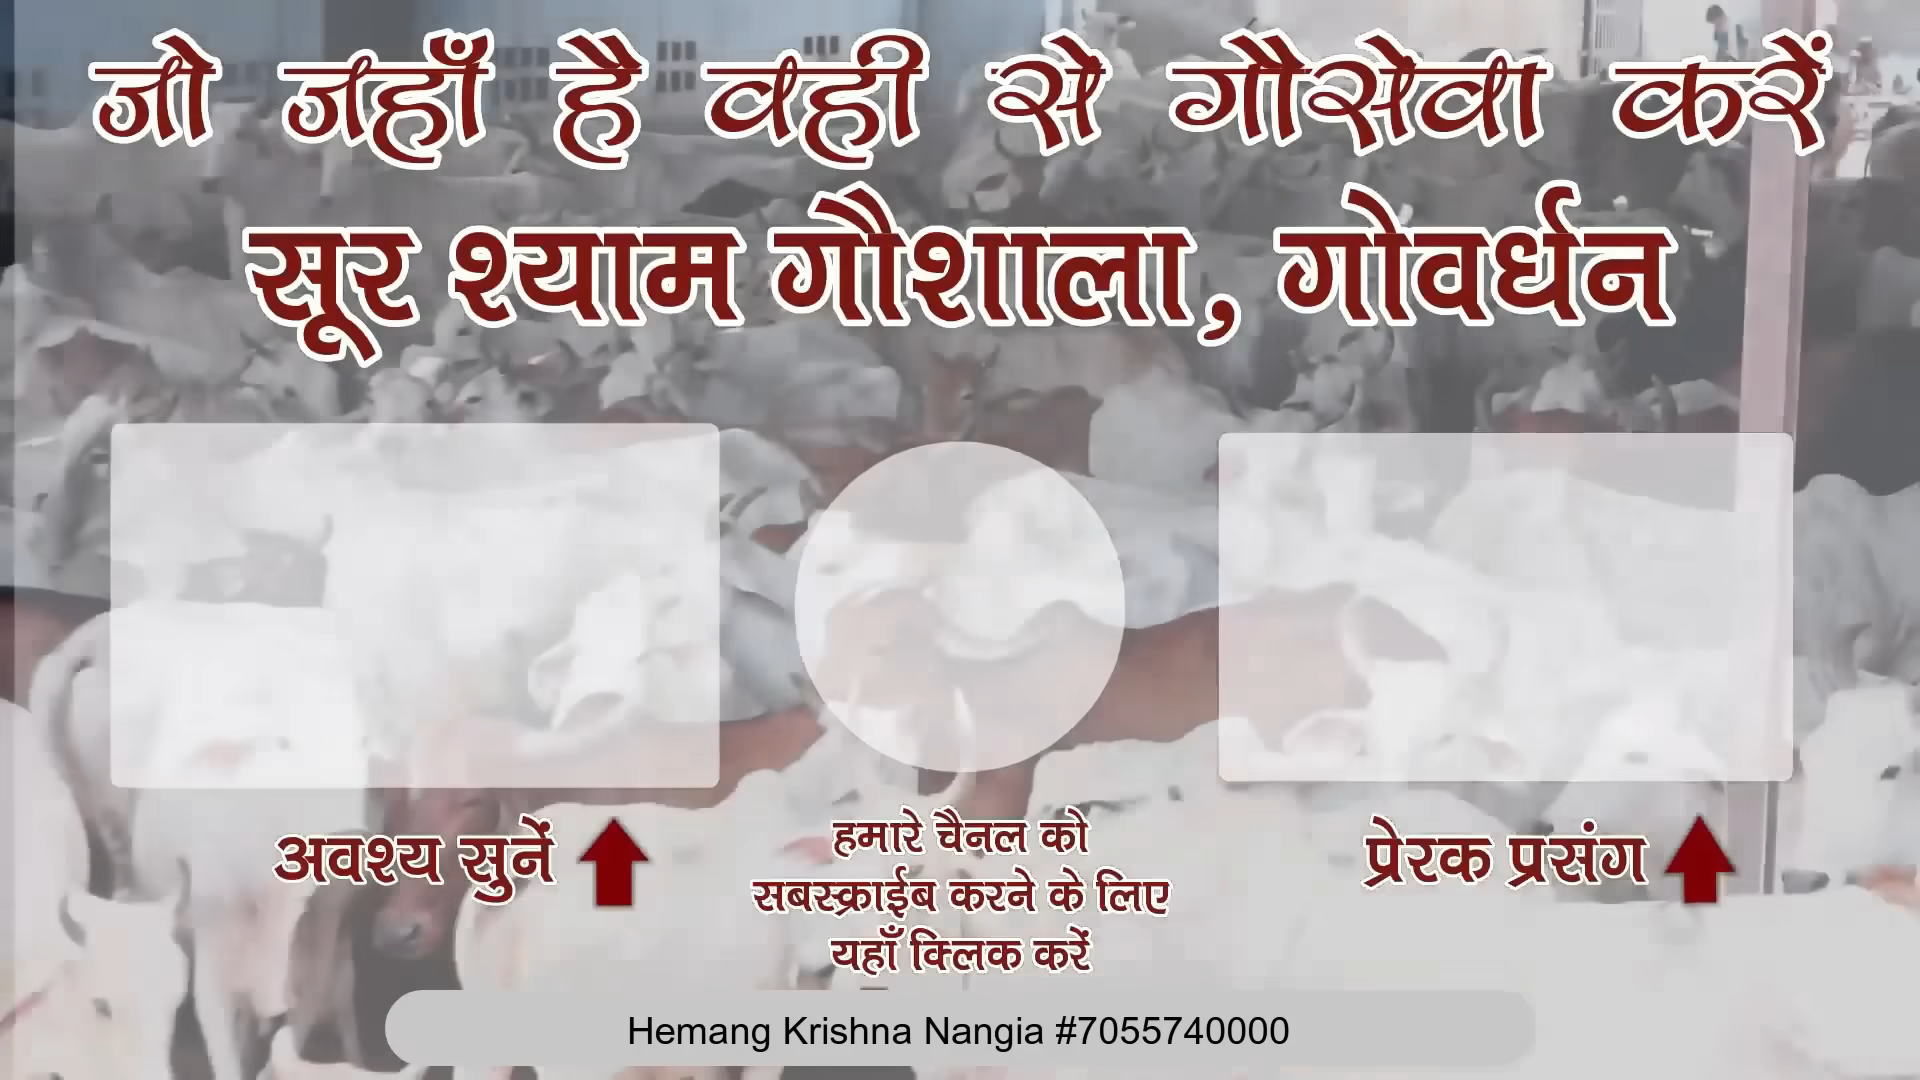 जो जहाँ है वही से गौसेवा करें
सूर श्याम गौशाला, गोवर्धन
अवश्य सुनें
हमारे चैनल को
सबस्क्राईब करने के लिए
यहाँ क्लिक करें
प्रेरक प्रसंग
Hemang Krishna Nangia #7055740000